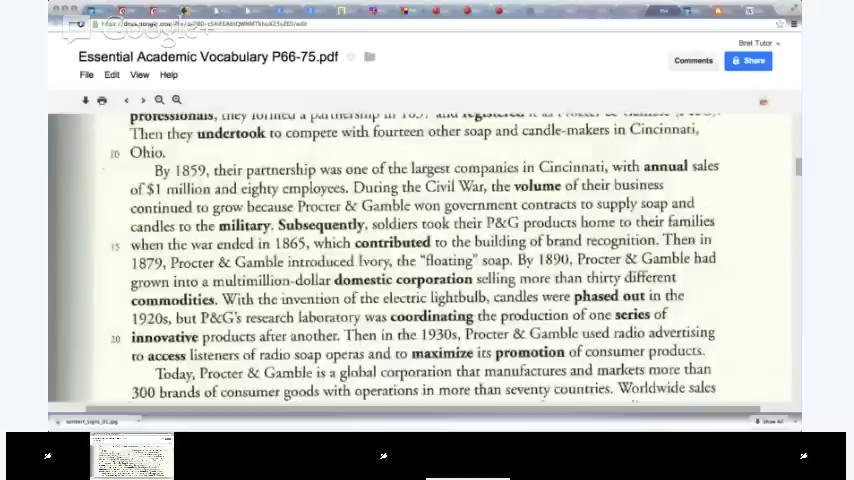 Essential Academic Vocabulary P66-75.pdf
Bret Tutor
File Edit View Help
Comments
Share
professionals, they formed a partnership in
Then they undertook to compete with fourteen other soap and candle-makers in Cincinnati,
10 Ohio.
By 1859, their partnership was one of the largest companies in Cincinnati, with annual sales
of $1 million and eighty employees. During the Civil War, the volume of their business
continued to grow because Procter & Gamble won government contracts to supply soap and
candles to the military. Subsequently, soldiers took their P&G products home to their families
15 when the war ended in 1865, which contributed to the building of brand recognition. Then in
1879, Procter & Gamble introduced Ivory, the "floating" soap. By 1890, Procter & Gamble had
grown into a multimillion-dollar domestic corporation selling more than thirty different
commodities. With the invention of the electric lightbulb, candles were phased out in the
1920s, but P&G's research laboratory was coordinating the production of one series of
20 innovative products after another. Then in the 1930s, Procter & Gamble used radio advertising
to access listeners of radio soap operas and to maximize its promotion of consumer products.
Today, Procter & Gamble is a global corporation that manufactures and markets more than
300 brands of consumer goods with operations in more than seventy countries. Worldwide sales
Show All